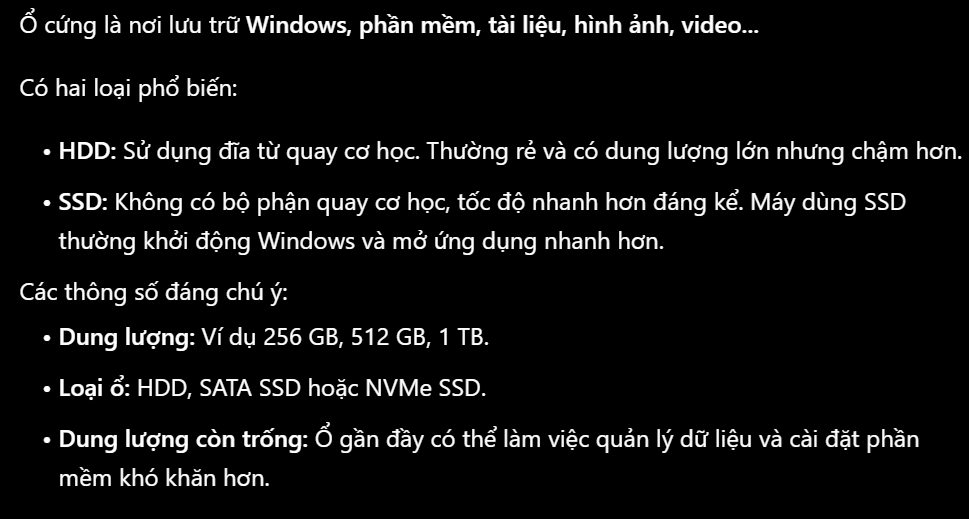 Ổ cứng là nơi lưu trữ Windows, phần mềm, tài liệu, hình ảnh, video...
Có hai loại phổ biến:
• HDD: Sử dụng đĩa từ quay cơ học. Thường rẻ và có dung lượng lớn nhưng chậm hơn.
• SSD: Không có bộ phận quay cơ học, tốc độ nhanh hơn đáng kể. Máy dùng SSD
thường khởi động Windows và mở ứng dụng nhanh hơn.
Các thông số đáng chú ý:
• Dung lượng: Ví dụ 256 GB, 512 GB, 1 TB.
• Loại ổ: HDD, SATA SSD hoặc NVMe SSD.
• Dung lượng còn trống: Ổ gần đầy có thể làm việc quản lý dữ liệu và cài đặt phần
mềm khó khăn hơn.